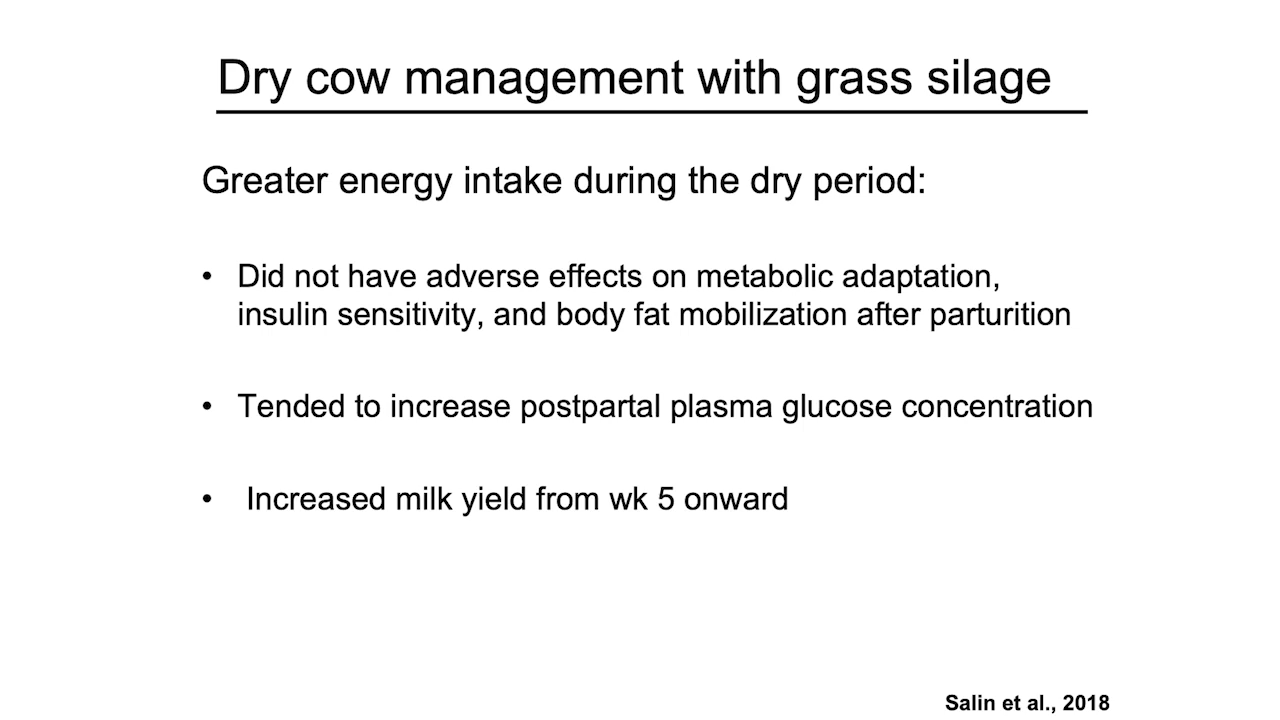 Dry cow management with grass silage
Greater energy intake during the dry period:
• Did not have adverse effects on metabolic adaptation,
insulin sensitivity, and body fat mobilization after parturition
• Tended to increase postpartal plasma glucose concentration
• Increased milk yield from wk 5 onward
Salin et al., 2018